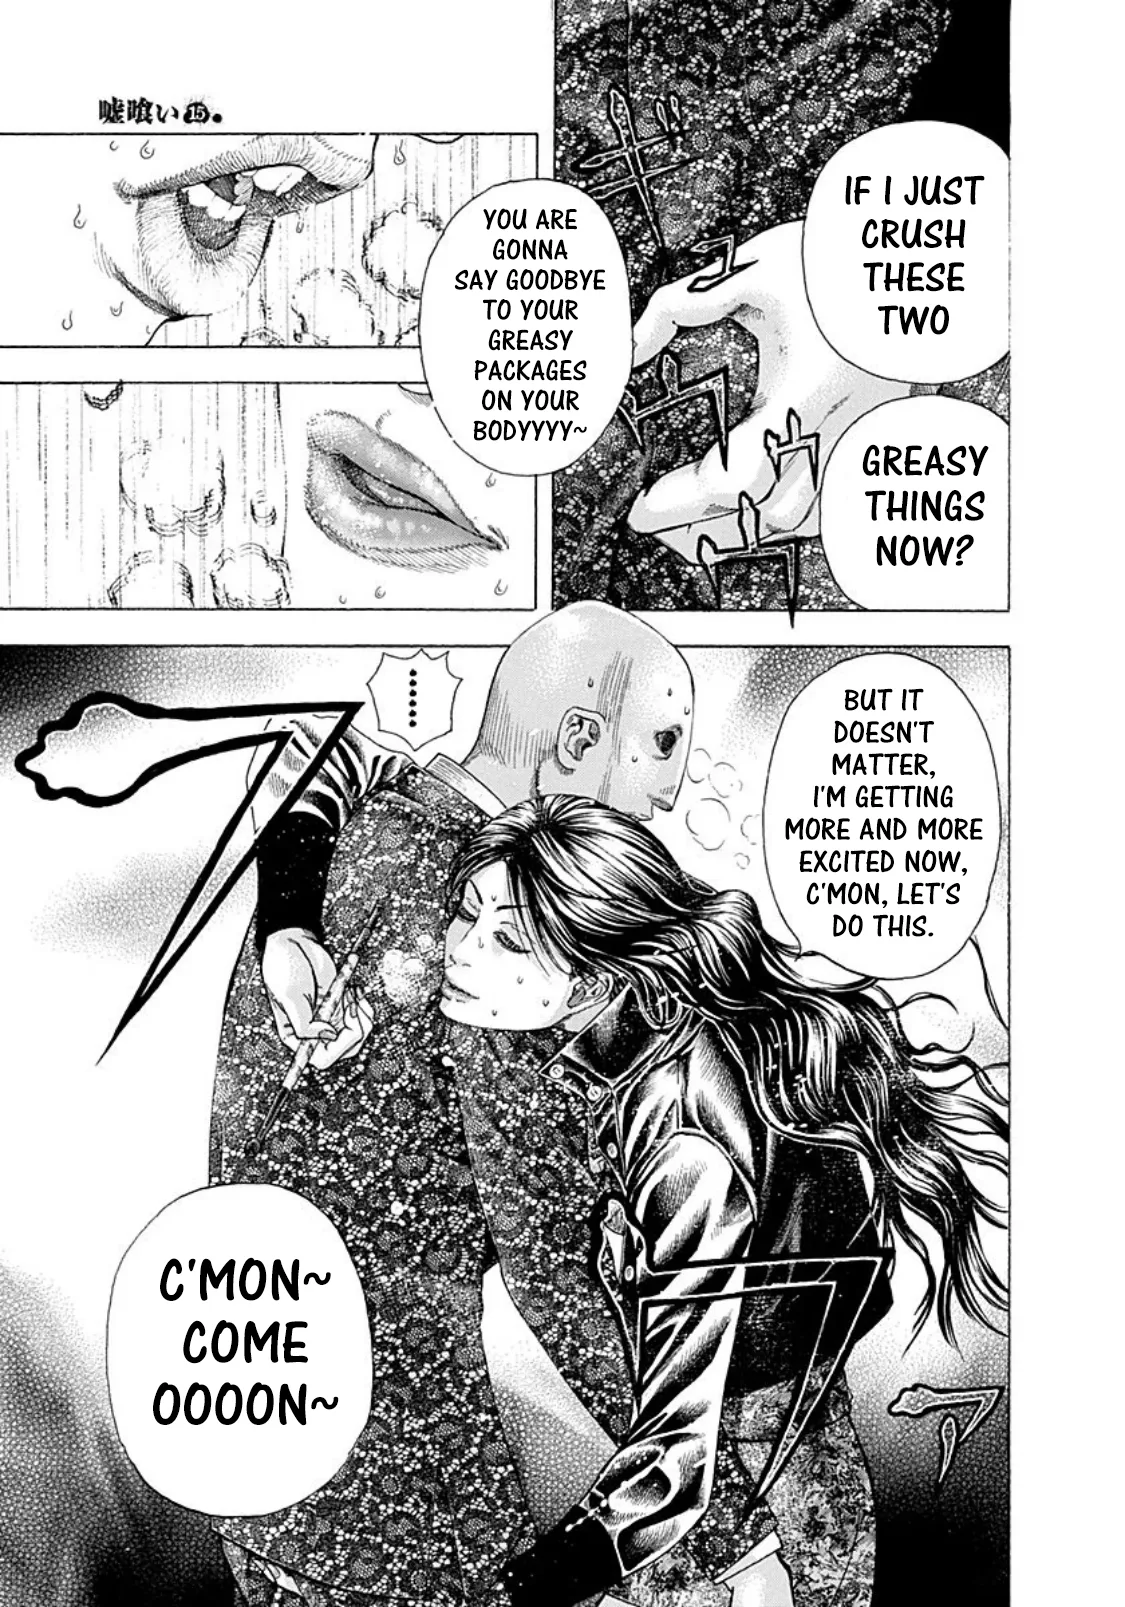 嘘喰い 15
IF I JUST
CRUSH
THESE
TWO
GREASY
THINGS
NOW?
YOU ARE
GONNA
SAY GOODBYE
TO YOUR
GREASY
PACKAGES
ON YOUR
BODYYYY~
BUT IT
DOESN'T
MATTER,
I'M GETTING
MORE AND MORE
EXCITED NOW,
C'MON, LET'S
DO THIS.
........
C'MON~
COME
OOOON~